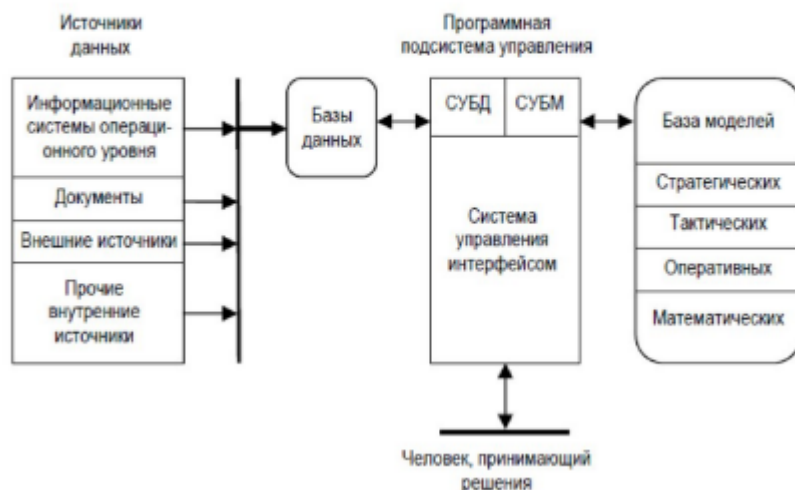 Источники
данных
Программная
подсистема управления
Информационные
системы операци-
онного уровня
Документы
Внешние источники
Прочие
внутренние
источники
Базы
данных
СУБД
СУБМ
Система
управления
интерфейсом
База моделей
Стратегических
Тактических
Оперативных
Математических
Человек, принимающий
решения